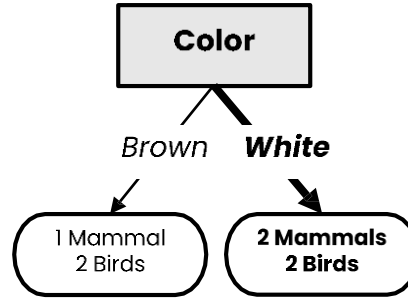 Color
Brown
White
1 Mammal
2 Birds
2 Mammals
2 Birds